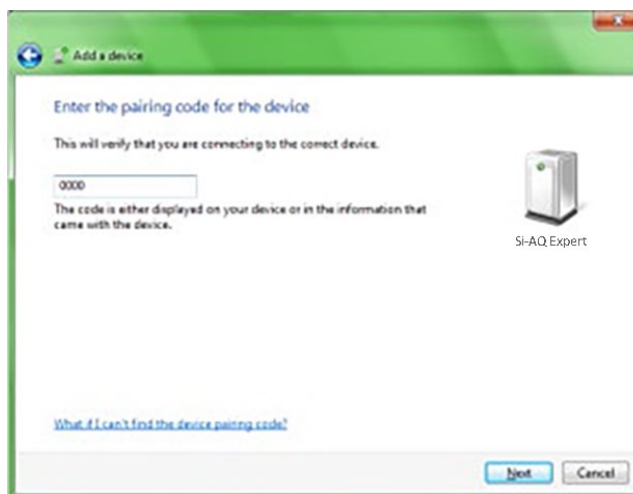 Add a device
Enter the pairing code for the device
This will verify that you are connecting to the correct device.
0000
The code is either displayed on your device or in the information that
came with the device.
Si-AQ Expert
What if I can't find the device pairing code?
Next
Cancel